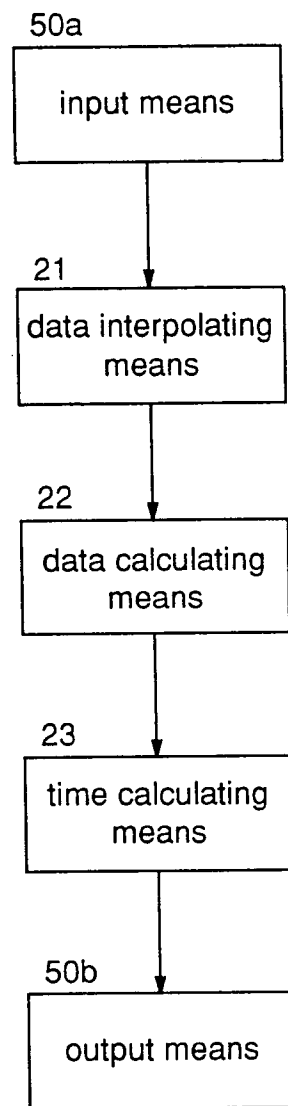 50a
input means
21
data interpolating
means
22
data calculating
means
23
time calculating
means
50b
output means